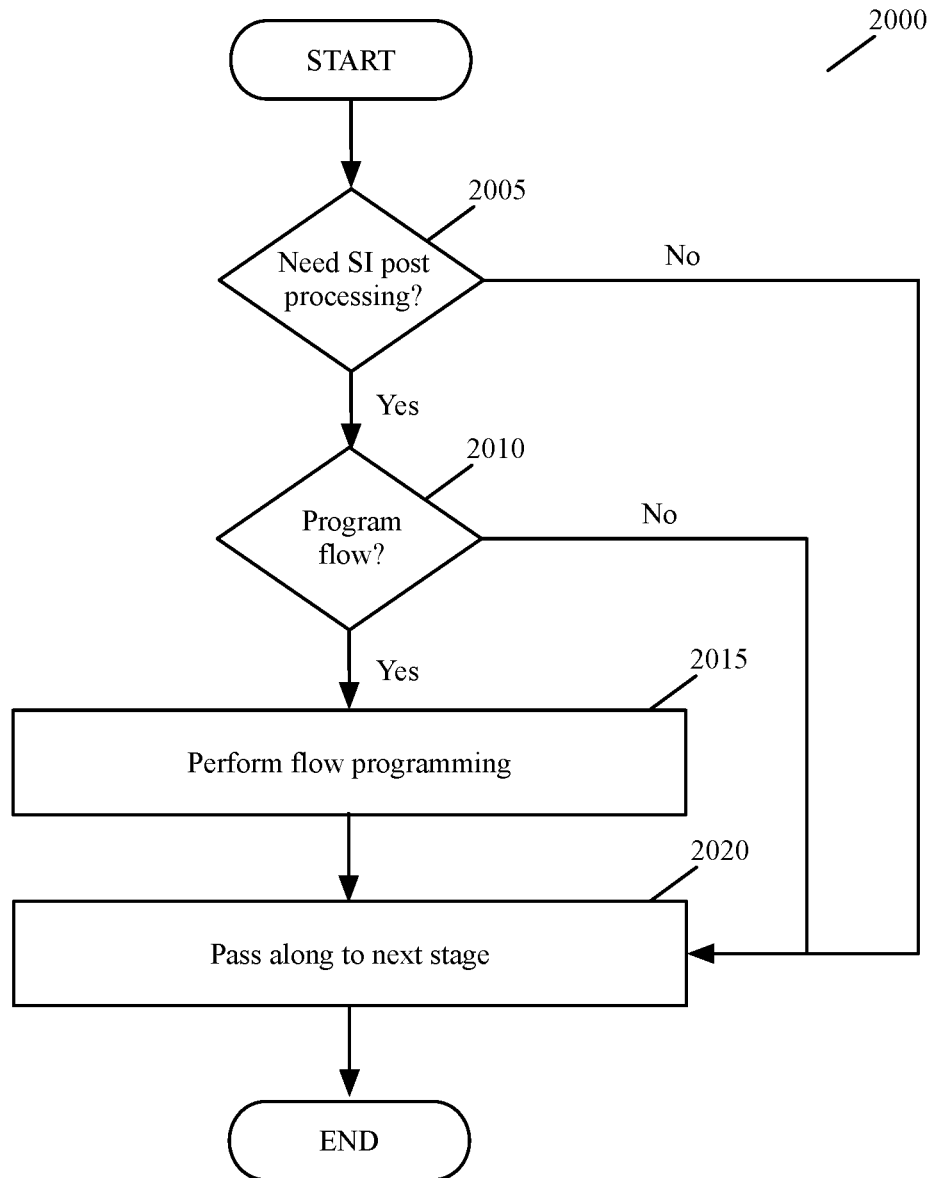 2000
START
2005
Need SI post
processing?
No
Yes
2010
Program
flow?
No
Yes
2015
Perform flow programming
2020
Pass along to next stage
END